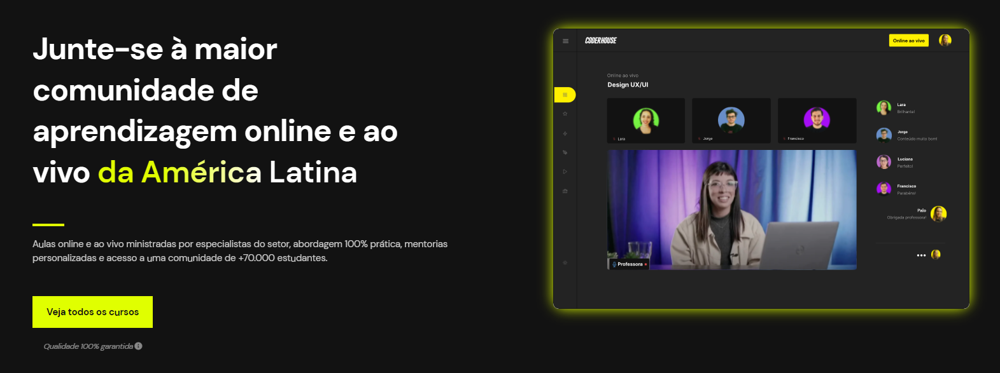 Junte-se à maior
comunidade de
aprendizagem online e ao
vivo da América Latina
Aulas online e ao vivo ministradas por especialistas do setor, abordagem 100% prática, mentorias
personalizadas e acesso a uma comunidade de +70.000 estudantes.
Veja todos os cursos
Qualidade 100% garantida
CODERHOUSE
Online ao vivo
Online ao vivo
Design UX/UI
Lara
Jorge
Francisco
Professora
Lara
Brilhante!
Jorge
Conteúdo muito bom!
Luciana
Perfeito!
Francisco
Parabéns!
Palo
Obrigada professora!